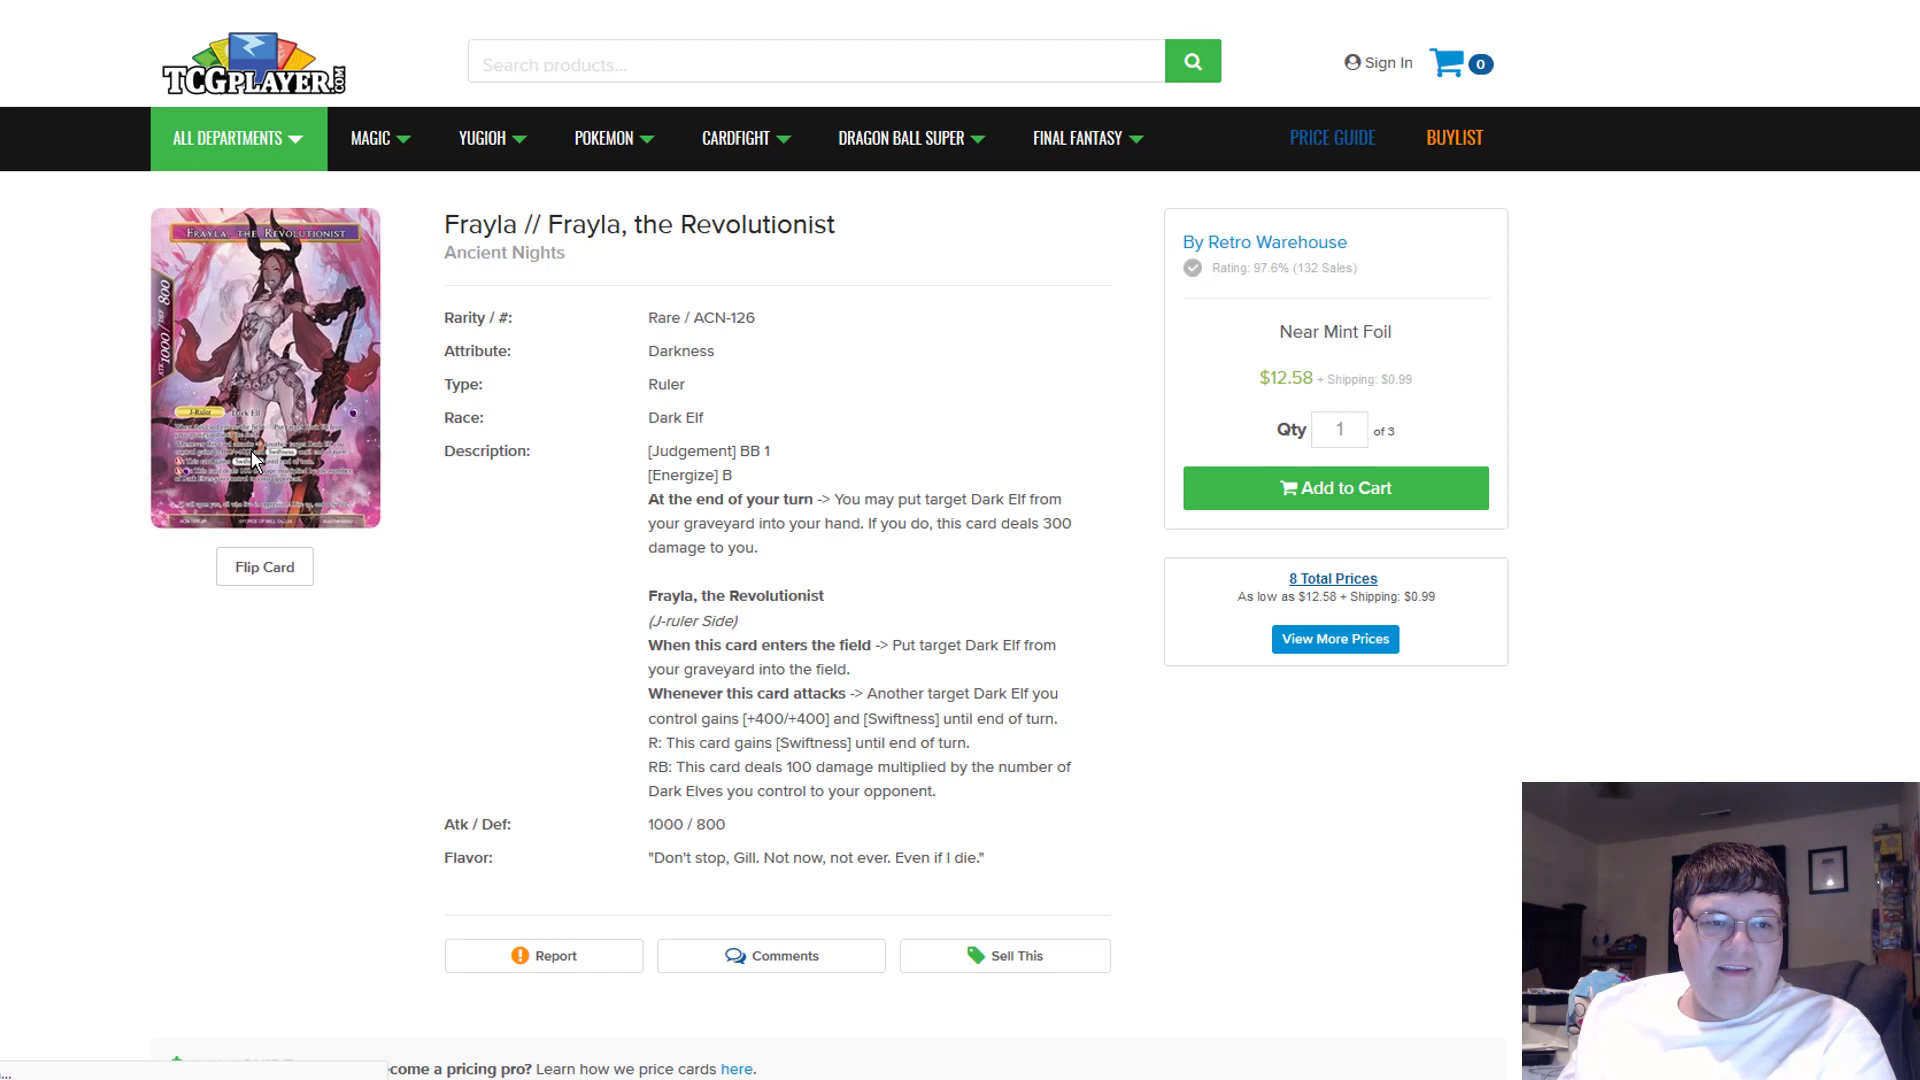 TCGPLAYER.COM
Search products...
Sign In
0
ALL DEPARTMENTS
MAGIC
YUGIOH
POKEMON
CARDFIGHT
DRAGON BALL SUPER
FINAL FANTASY
PRICE GUIDE
BUYLIST
FRAYLA, THE REVOLUTIONIST
ATK 1000 / DEF 800
J-Ruler Dark Elf
Flip Card
Frayla // Frayla, the Revolutionist
Ancient Nights
Rarity / #: Rare / ACN-126
Attribute: Darkness
Type: Ruler
Race: Dark Elf
Description: [Judgement] BB 1
[Energize] B
At the end of your turn -> You may put target Dark Elf from
your graveyard into your hand. If you do, this card deals 300
damage to you.
Frayla, the Revolutionist
(J-ruler Side)
When this card enters the field -> Put target Dark Elf from
your graveyard into the field.
Whenever this card attacks -> Another target Dark Elf you
control gains [+400/+400] and [Swiftness] until end of turn.
R: This card gains [Swiftness] until end of turn.
RB: This card deals 100 damage multiplied by the number of
Dark Elves you control to your opponent.
Atk / Def: 1000 / 800
Flavor: "Don't stop, Gill. Not now, not ever. Even if I die."
Report
Comments
Sell This
By Retro Warehouse
Rating: 97.6% (132 Sales)
Near Mint Foil
$12.58 + Shipping: $0.99
Qty 1 of 3
Add to Cart
8 Total Prices
As low as $12.58 + Shipping: $0.99
View More Prices
come a pricing pro? Learn how we price cards here.